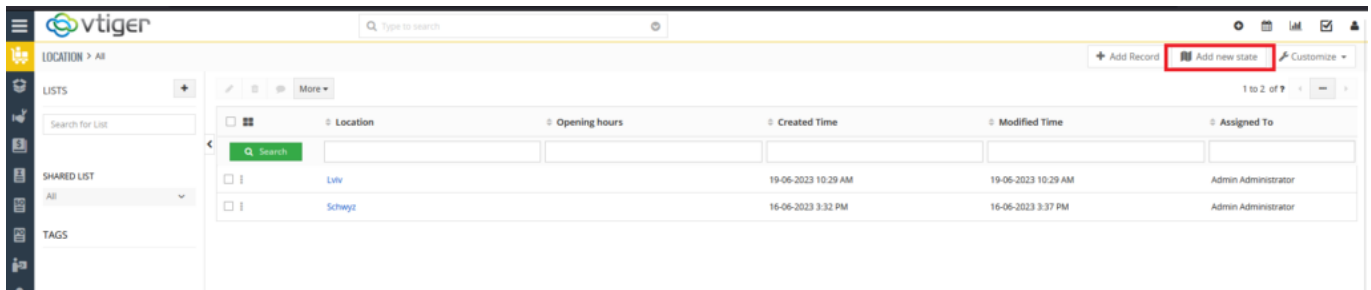 vtiger
Type to search
LOCATION > All
+ Add Record
Add new state
Customize
LISTS
+
More
1 to 2 of ?
Search for List
Location
Opening hours
Created Time
Modified Time
Assigned To
Search
SHARED LIST
Lviv
19-06-2023 10:29 AM
19-06-2023 10:29 AM
Admin Administrator
All
Schwyz
16-06-2023 3:32 PM
16-06-2023 3:37 PM
Admin Administrator
TAGS